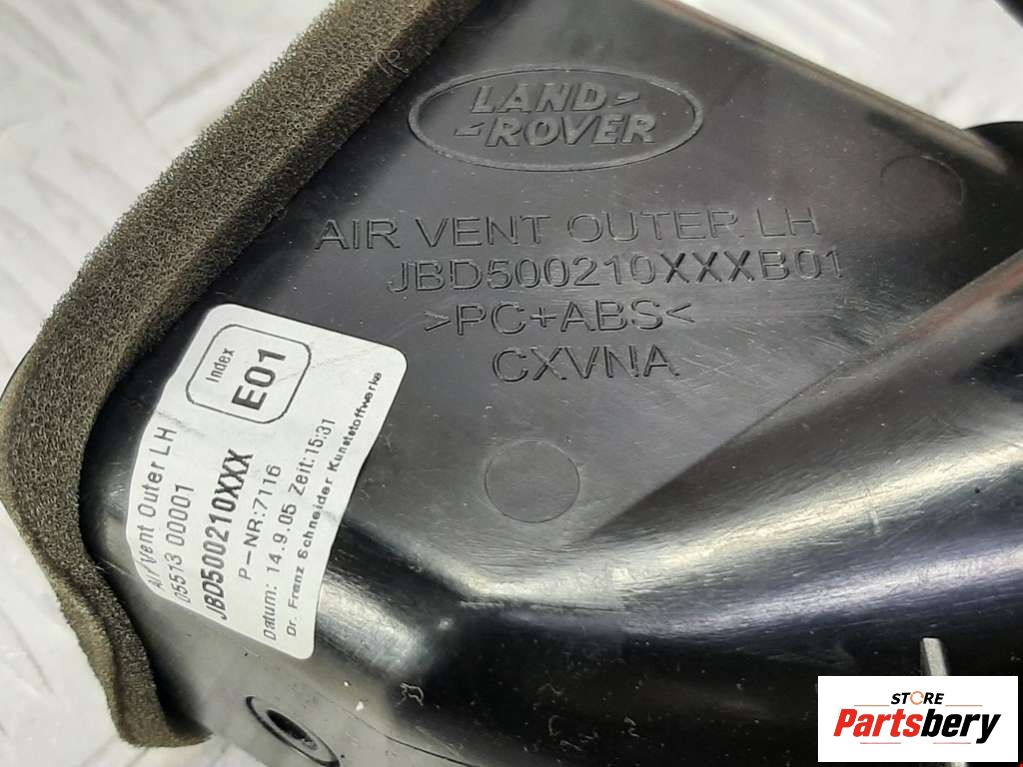 LAND-
-ROVER
AIR VENT OUTER LH
JBD500210XXXB01
>PC+ABS<
CXVNA
Index
E01
Air Vent Outer LH
05513 00001
JBD500210XXX
P-NR:7116
Datum: 14.9.05 Zeit:15:31
Dr. Franz Schneider Kunststoffwerke
STORE
Partsbery